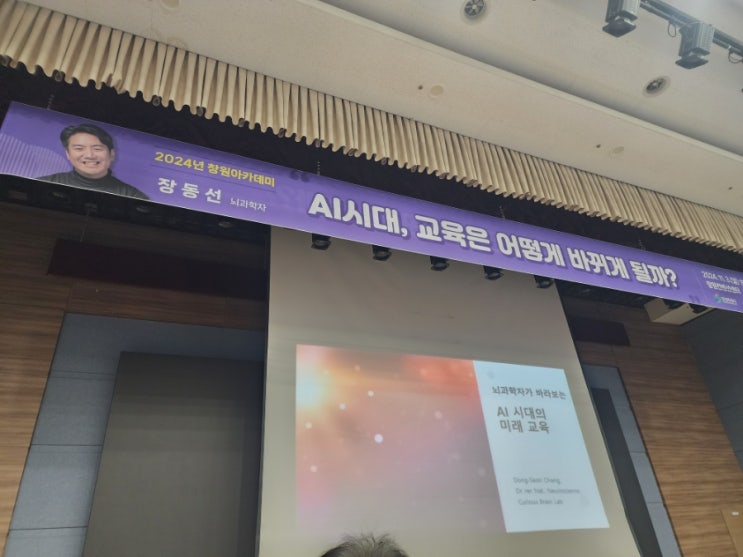 2024년 창원아카데미
장동선 뇌과학자
AI시대, 교육은 어떻게 바뀌게 될까?
뇌과학자가 바라보는
AI 시대의
미래 교육
Dong-Seon Chang,
Dr. rer. Nat., Neuroscience,
Curious Brain Lab